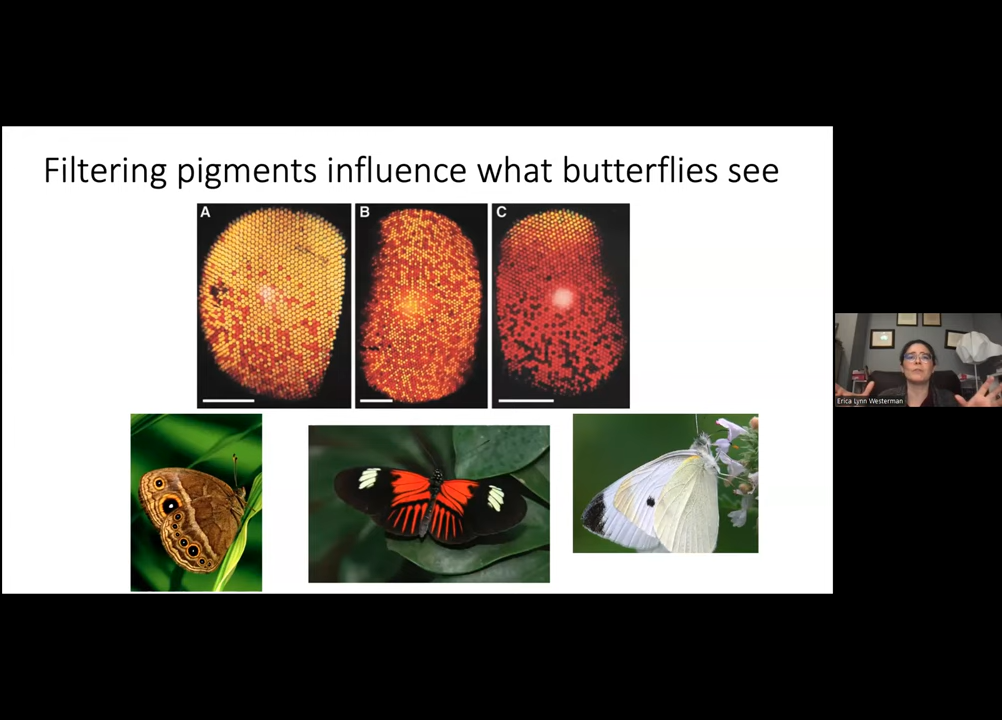 Filtering pigments influence what butterflies see
A
B
C
Erica Lynn Westerman